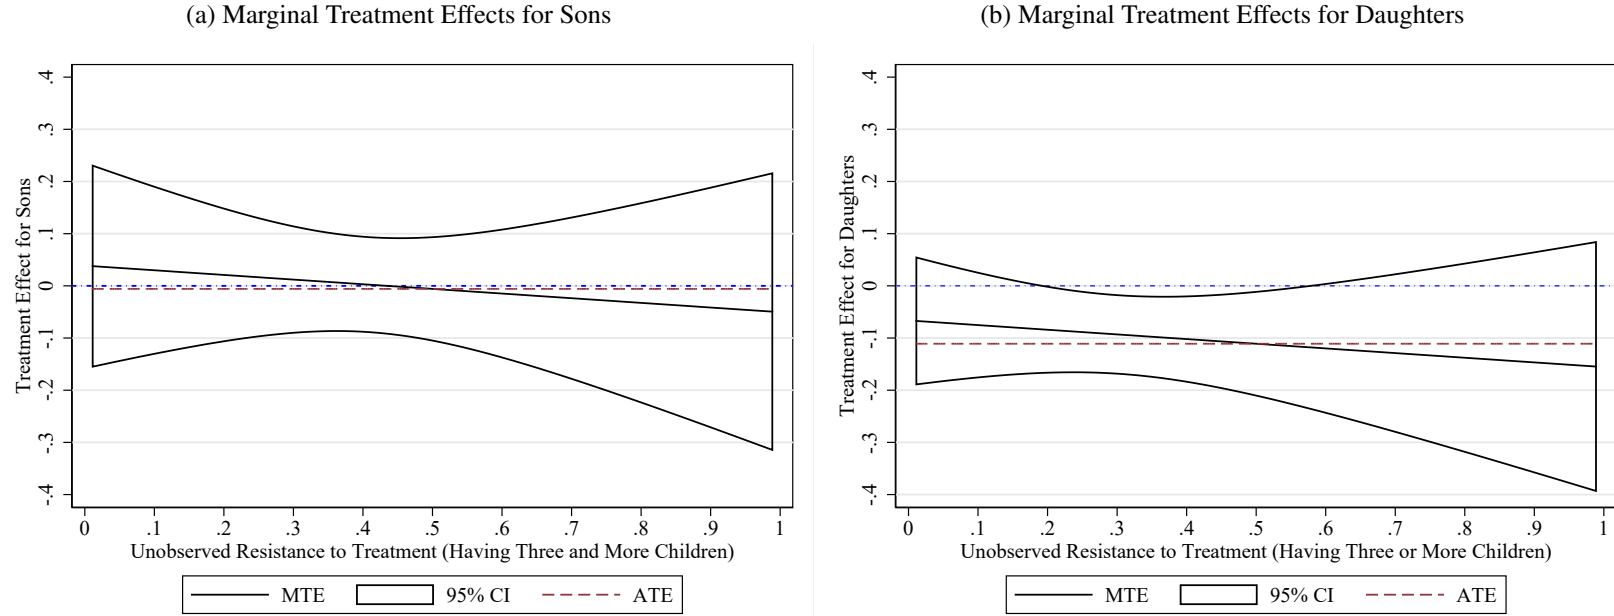 (a) Marginal Treatment Effects for Sons
Treatment Effect for Sons
.4
.3
.2
.1
0
-.1
-.2
-.3
-.4
0 .1 .2 .3 .4 .5 .6 .7 .8 .9 1
Unobserved Resistance to Treatment (Having Three and More Children)
MTE 95% CI ATE
(b) Marginal Treatment Effects for Daughters
Treatment Effect for Daughters
.4
.3
.2
.1
0
-.1
-.2
-.3
-.4
0 .1 .2 .3 .4 .5 .6 .7 .8 .9 1
Unobserved Resistance to Treatment (Having Three or More Children)
MTE 95% CI ATE